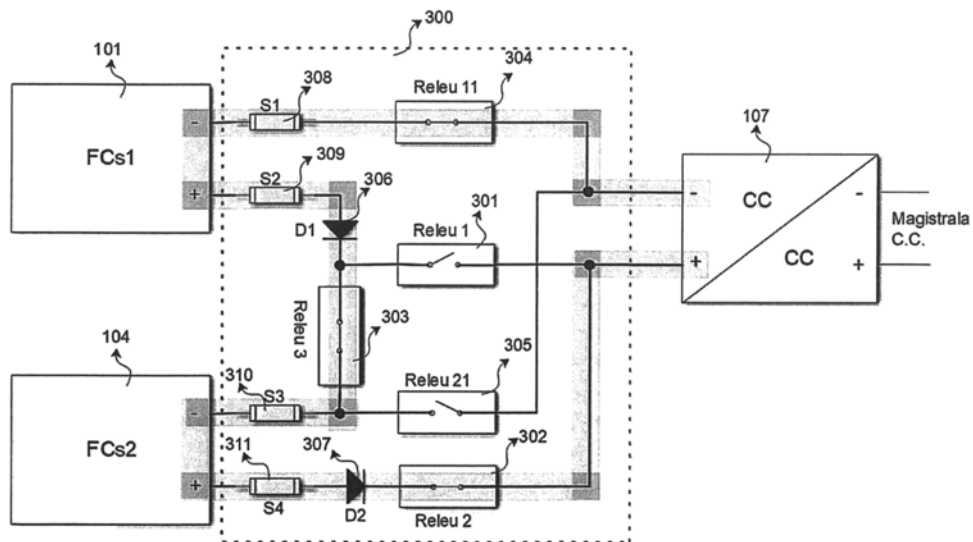 300
101
308
304
S1
Releu 11
107
-
FCs1
309
306
+
S2
301
-
CC
-
D1
Releu 1
Magistrala
C.C.
+
CC
+
Releu 3
303
104
305
310
S3
Releu 21
-
FCs2
311
307
302
+
S4
D2
Releu 2